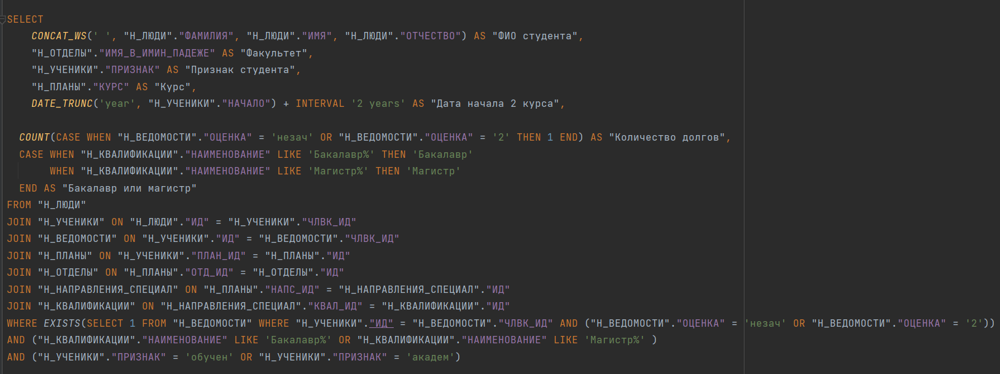 SELECT
CONCAT_WS(' ', "Н_ЛЮДИ"."ФАМИЛИЯ", "Н_ЛЮДИ"."ИМЯ", "Н_ЛЮДИ"."ОТЧЕСТВО") AS "ФИО студента",
"Н_ОТДЕЛЫ"."ИМЯ_В_ИМИН_ПАДЕЖЕ" AS "Факультет",
"Н_УЧЕНИКИ"."ПРИЗНАК" AS "Признак студента",
"Н_ПЛАНЫ"."КУРС" AS "Курс",
DATE_TRUNC('year', "Н_УЧЕНИКИ"."НАЧАЛО") + INTERVAL '2 years' AS "Дата начала 2 курса",
COUNT(CASE WHEN "Н_ВЕДОМОСТИ"."ОЦЕНКА" = 'незач' OR "Н_ВЕДОМОСТИ"."ОЦЕНКА" = '2' THEN 1 END) AS "Количество долгов",
CASE WHEN "Н_КВАЛИФИКАЦИИ"."НАИМЕНОВАНИЕ" LIKE 'Бакалавр%' THEN 'Бакалавр'
WHEN "Н_КВАЛИФИКАЦИИ"."НАИМЕНОВАНИЕ" LIKE 'Магистр%' THEN 'Магистр'
END AS "Бакалавр или магистр"
FROM "Н_ЛЮДИ"
JOIN "Н_УЧЕНИКИ" ON "Н_ЛЮДИ"."ИД" = "Н_УЧЕНИКИ"."ЧЛВК_ИД"
JOIN "Н_ВЕДОМОСТИ" ON "Н_УЧЕНИКИ"."ИД" = "Н_ВЕДОМОСТИ"."ЧЛВК_ИД"
JOIN "Н_ПЛАНЫ" ON "Н_УЧЕНИКИ"."ПЛАН_ИД" = "Н_ПЛАНЫ"."ИД"
JOIN "Н_ОТДЕЛЫ" ON "Н_ПЛАНЫ"."ОТД_ИД" = "Н_ОТДЕЛЫ"."ИД"
JOIN "Н_НАПРАВЛЕНИЯ_СПЕЦИАЛ" ON "Н_ПЛАНЫ"."НАПС_ИД" = "Н_НАПРАВЛЕНИЯ_СПЕЦИАЛ"."ИД"
JOIN "Н_КВАЛИФИКАЦИИ" ON "Н_НАПРАВЛЕНИЯ_СПЕЦИАЛ"."КВАЛ_ИД" = "Н_КВАЛИФИКАЦИИ"."ИД"
WHERE EXISTS(SELECT 1 FROM "Н_ВЕДОМОСТИ" WHERE "Н_УЧЕНИКИ"."ИД" = "Н_ВЕДОМОСТИ"."ЧЛВК_ИД" AND ("Н_ВЕДОМОСТИ"."ОЦЕНКА" = 'незач' OR "Н_ВЕДОМОСТИ"."ОЦЕНКА" = '2'))
AND ("Н_КВАЛИФИКАЦИИ"."НАИМЕНОВАНИЕ" LIKE 'Бакалавр%' OR "Н_КВАЛИФИКАЦИИ"."НАИМЕНОВАНИЕ" LIKE 'Магистр%' )
AND ("Н_УЧЕНИКИ"."ПРИЗНАК" = 'обучен' OR "Н_УЧЕНИКИ"."ПРИЗНАК" = 'академ')